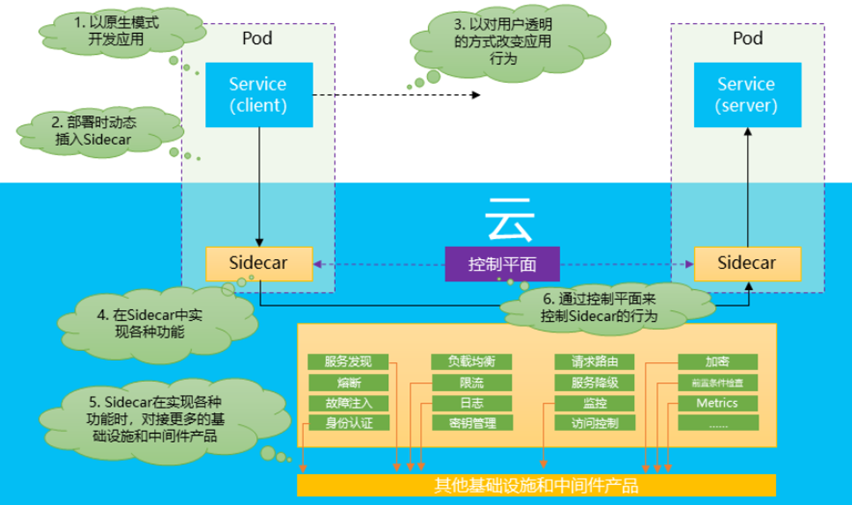 1. 以原生模式
开发应用
Pod
3. 以对用户透明
的方式改变应用
行为
Pod
Service
(client)
Service
(server)
2. 部署时动态
插入Sidecar
云
Sidecar
控制平面
Sidecar
4. 在Sidecar中实
现各种功能
6. 通过控制平面来
控制Sidecar的行为
服务发现
负载均衡
请求路由
加密
熔断
限流
服务降级
前置条件检查
故障注入
日志
监控
Metrics
身份认证
密钥管理
访问控制
......
5. Sidecar在实现各种
功能时，对接更多的基
础设施和中间件产品
其他基础设施和中间件产品